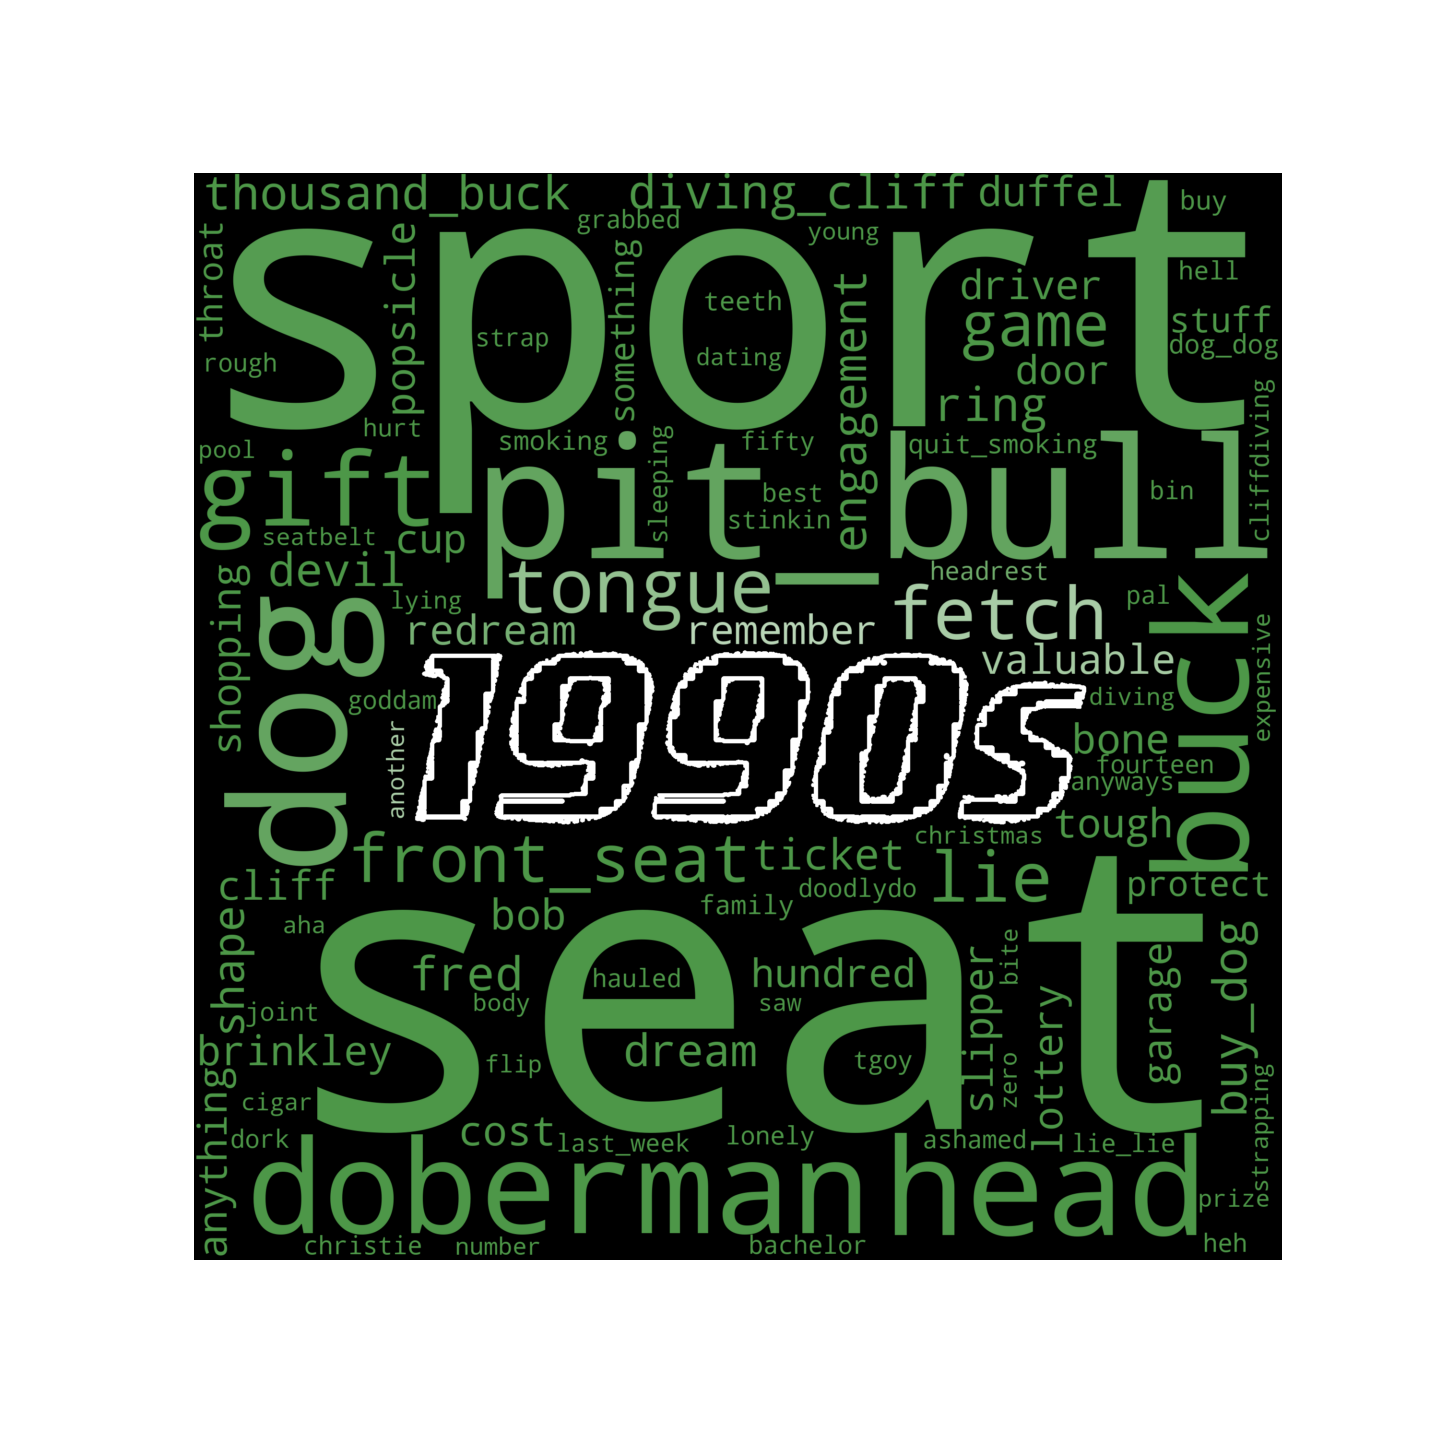 thousand_buck
diving_cliff
duffel
buy
grabbed
young
sport
throat
popsicle
something
teeth
engagement
driver
hell
game
stuff
strap
dog_dog
rough
dating
door
ring
hurt
cliffdiving
pool
gift
smoking
fifty
quit_smoking
pit_bull
sleeping
best
bin
stinkin
seatbelt
cup
devil
tongue
headrest
fetch
buck
shopping
dog
lying
pal
redream
remember
valuable
expensive
1990s
goddam
diving
another
bone
fourteen
anyways
christmas
tough
front_seat
ticket
lie
cliff
doodlydo
protect
shape
aha
bob
family
seat
buy_dog
bite
fred
hauled
hundred
slipper
garage
joint
body
saw
lottery
brinkley
flip
dream
tgoy
zero
anything
cigar
strapping
dork
cost
last_week
lonely
ashamed
lie_lie
doberman
head
prize
christie
number
bachelor
heh